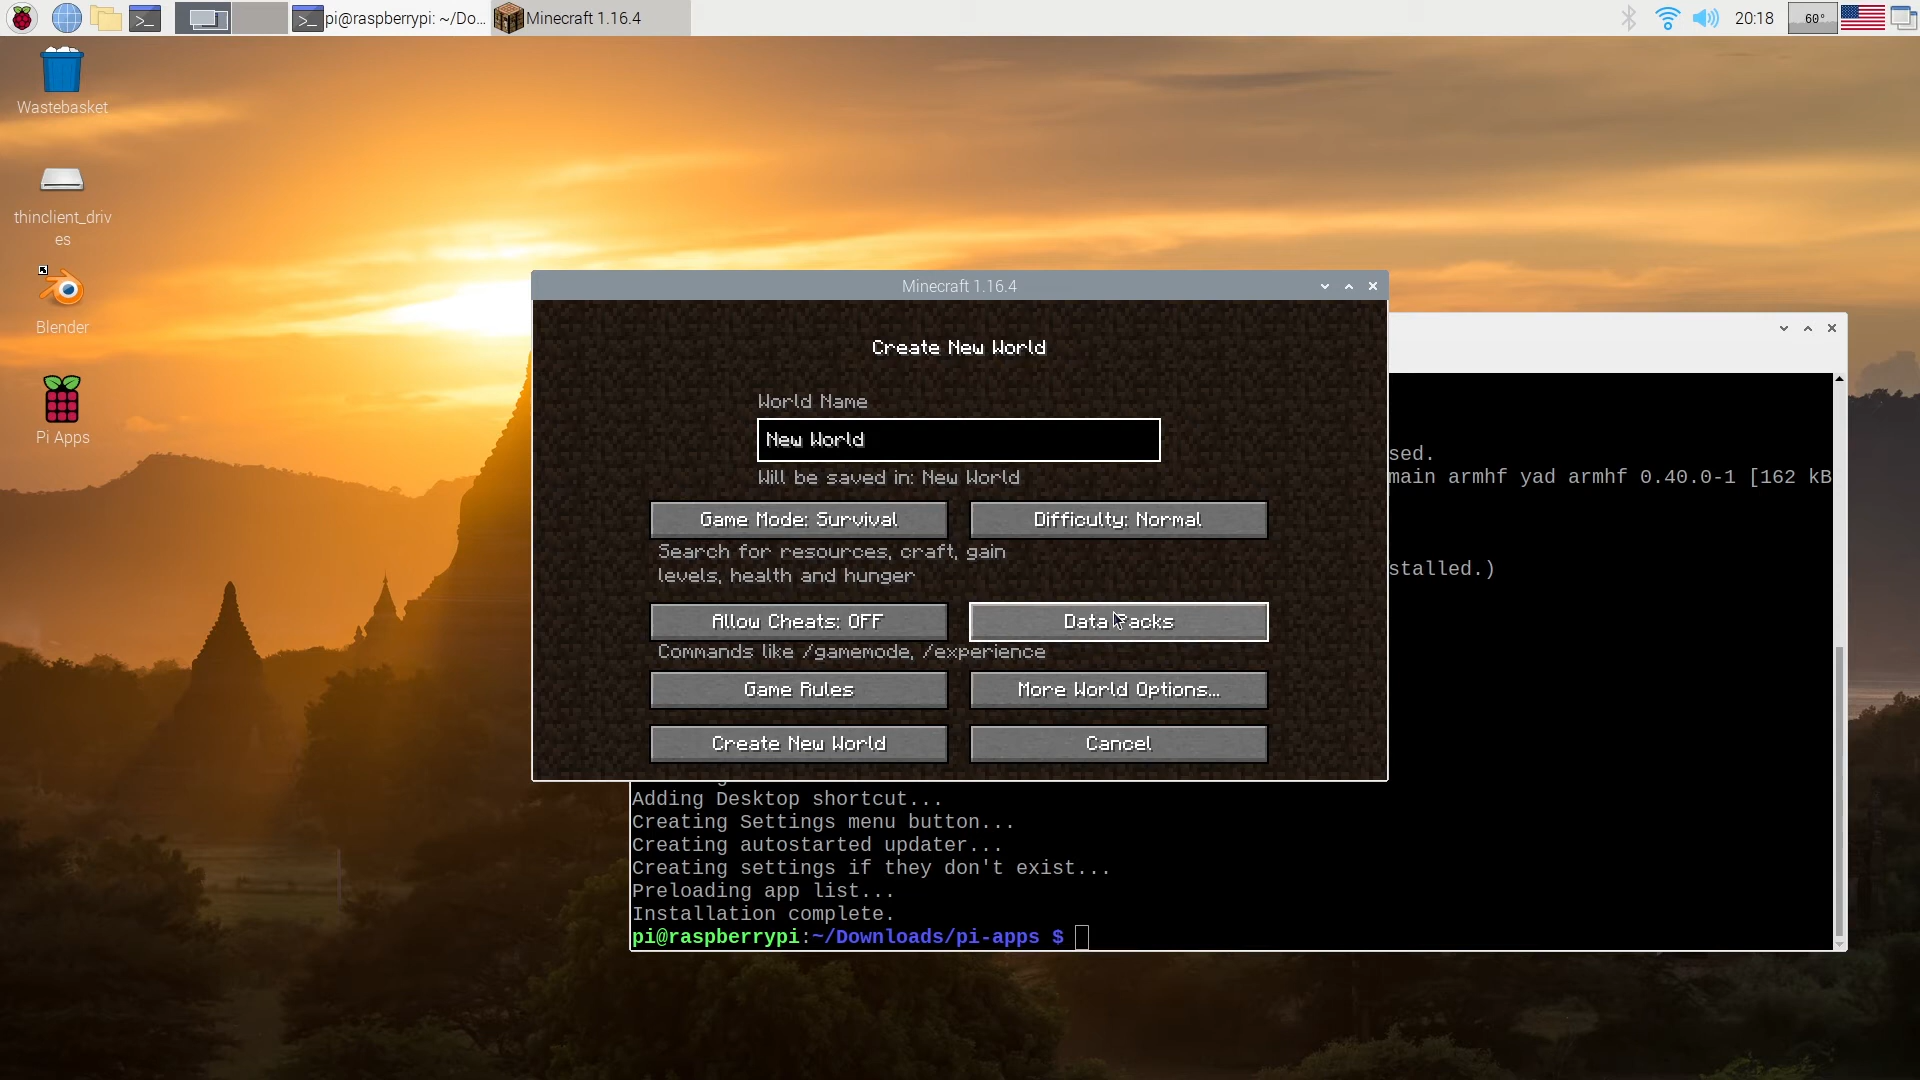 pi@raspberrypi: ~/Do...
Minecraft 1.16.4
20:18
60°
Wastebasket
thinclient_driv
es
Blender
Pi Apps
Minecraft 1.16.4
Create New World
World Name
New World
Will be saved in: New World
Game Mode: Survival
Difficulty: Normal
Search for resources, craft, gain
levels, health and hunger
Allow Cheats: OFF
Data Packs
Commands like /gamemode, /experience
Game Rules
More World Options...
Create New World
Cancel
sed.
main armhf yad armhf 0.40.0-1 [162 kB
stalled.)
Adding Desktop shortcut...
Creating Settings menu button...
Creating autostarted updater...
Creating settings if they don't exist...
Preloading app list...
Installation complete.
pi@raspberrypi:~/Downloads/pi-apps $